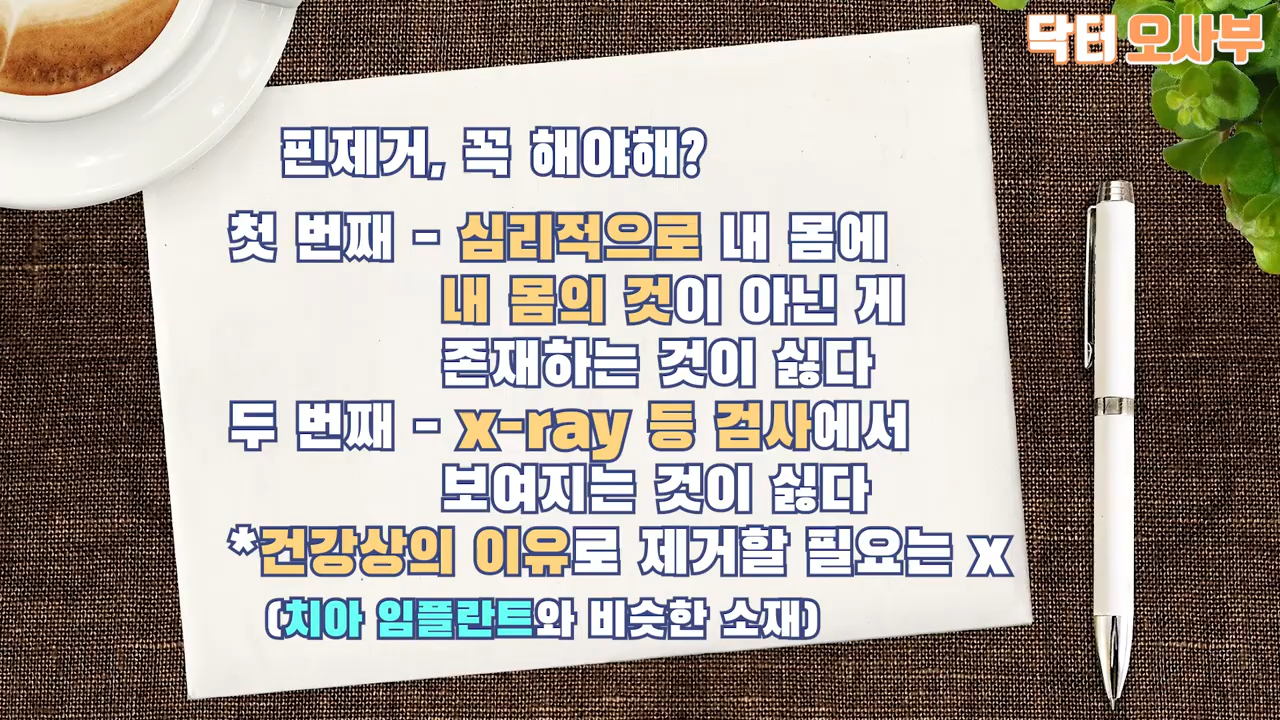 닥터 오사부
핀제거, 꼭 해야해?
첫 번째 - 심리적으로 내 몸에
내 몸의 것이 아닌 게
존재하는 것이 싫다
두 번째 - x-ray 등 검사에서
보여지는 것이 싫다
*건강상의 이유로 제거할 필요는 x
(치아 임플란트와 비슷한 소재)